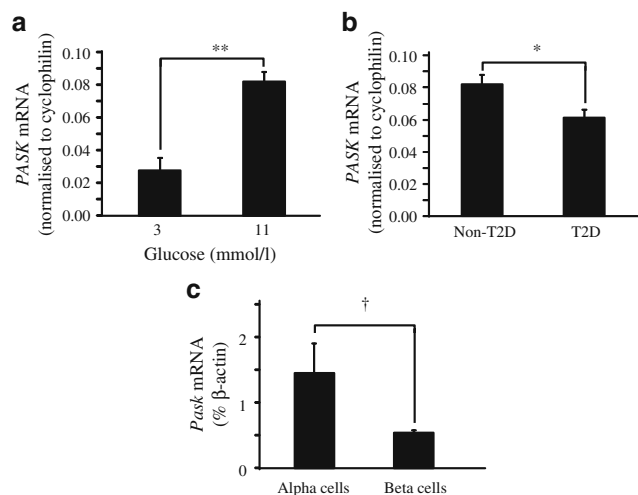 a
**
PASK mRNA
(normalised to cyclophilin)
0.10
0.08
0.06
0.04
0.02
0.00
3 11
Glucose (mmol/l)
b
*
PASK mRNA
(normalised to cyclophilin)
0.10
0.08
0.06
0.04
0.02
0.00
Non-T2D T2D
c
†
Pask mRNA
(% β-actin)
2
1
0
Alpha cells Beta cells